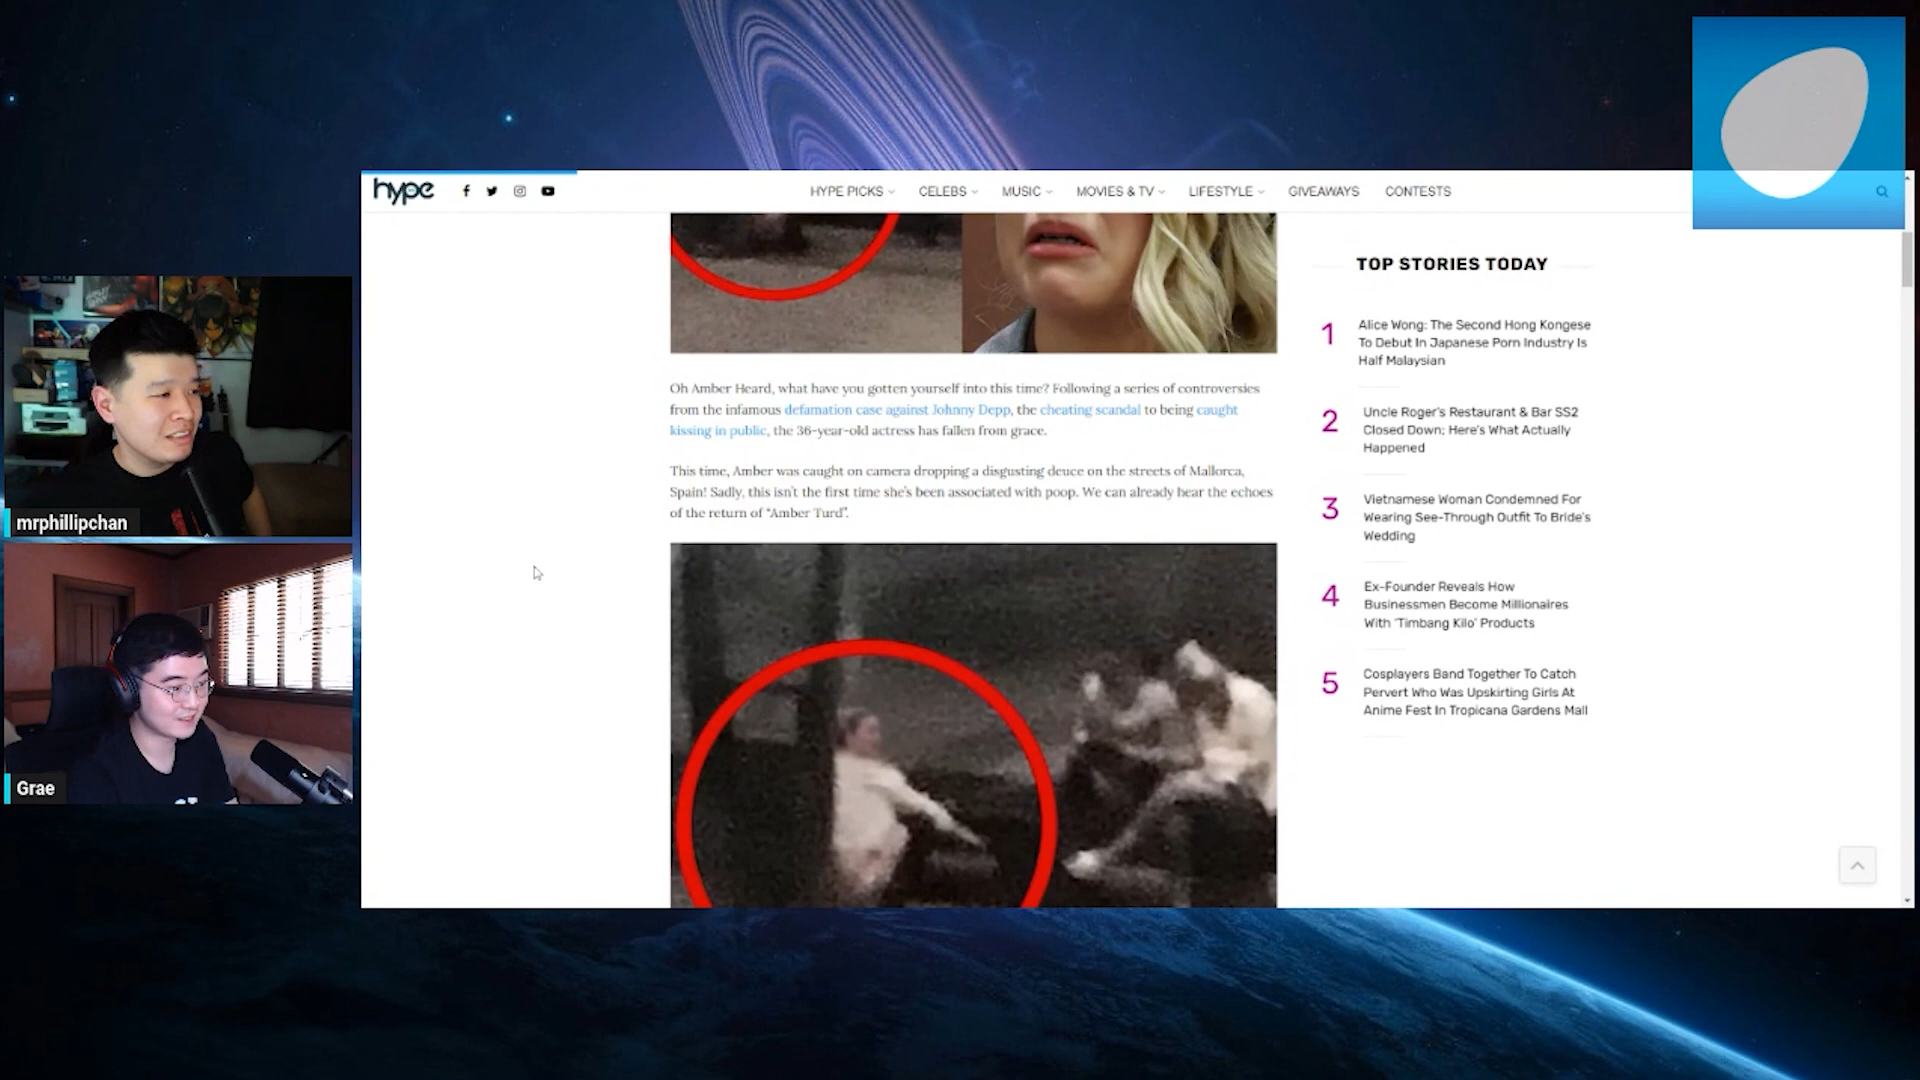 hype
HYPE PICKS
CELEBS
MUSIC
MOVIES & TV
LIFESTYLE
GIVEAWAYS
CONTESTS
Oh Amber Heard, what have you gotten yourself into this time? Following a series of controversies
from the infamous defamation case against Johnny Depp, the cheating scandal to being caught
kissing in public, the 36-year-old actress has fallen from grace.
This time, Amber was caught on camera dropping a disgusting deuce on the streets of Mallorca,
Spain! Sadly, this isn't the first time she's been associated with poop. We can already hear the echoes
of the return of “Amber Turd”.
TOP STORIES TODAY
1
Alice Wong: The Second Hong Kongese
To Debut In Japanese Porn Industry Is
Half Malaysian
2
Uncle Roger's Restaurant & Bar SS2
Closed Down; Here's What Actually
Happened
3
Vietnamese Woman Condemned For
Wearing See-Through Outfit To Bride's
Wedding
4
Ex-Founder Reveals How
Businessmen Become Millionaires
With 'Timbang Kilo' Products
5
Cosplayers Band Together To Catch
Pervert Who Was Upskirting Girls At
Anime Fest In Tropicana Gardens Mall
mrphillipchan
Grae